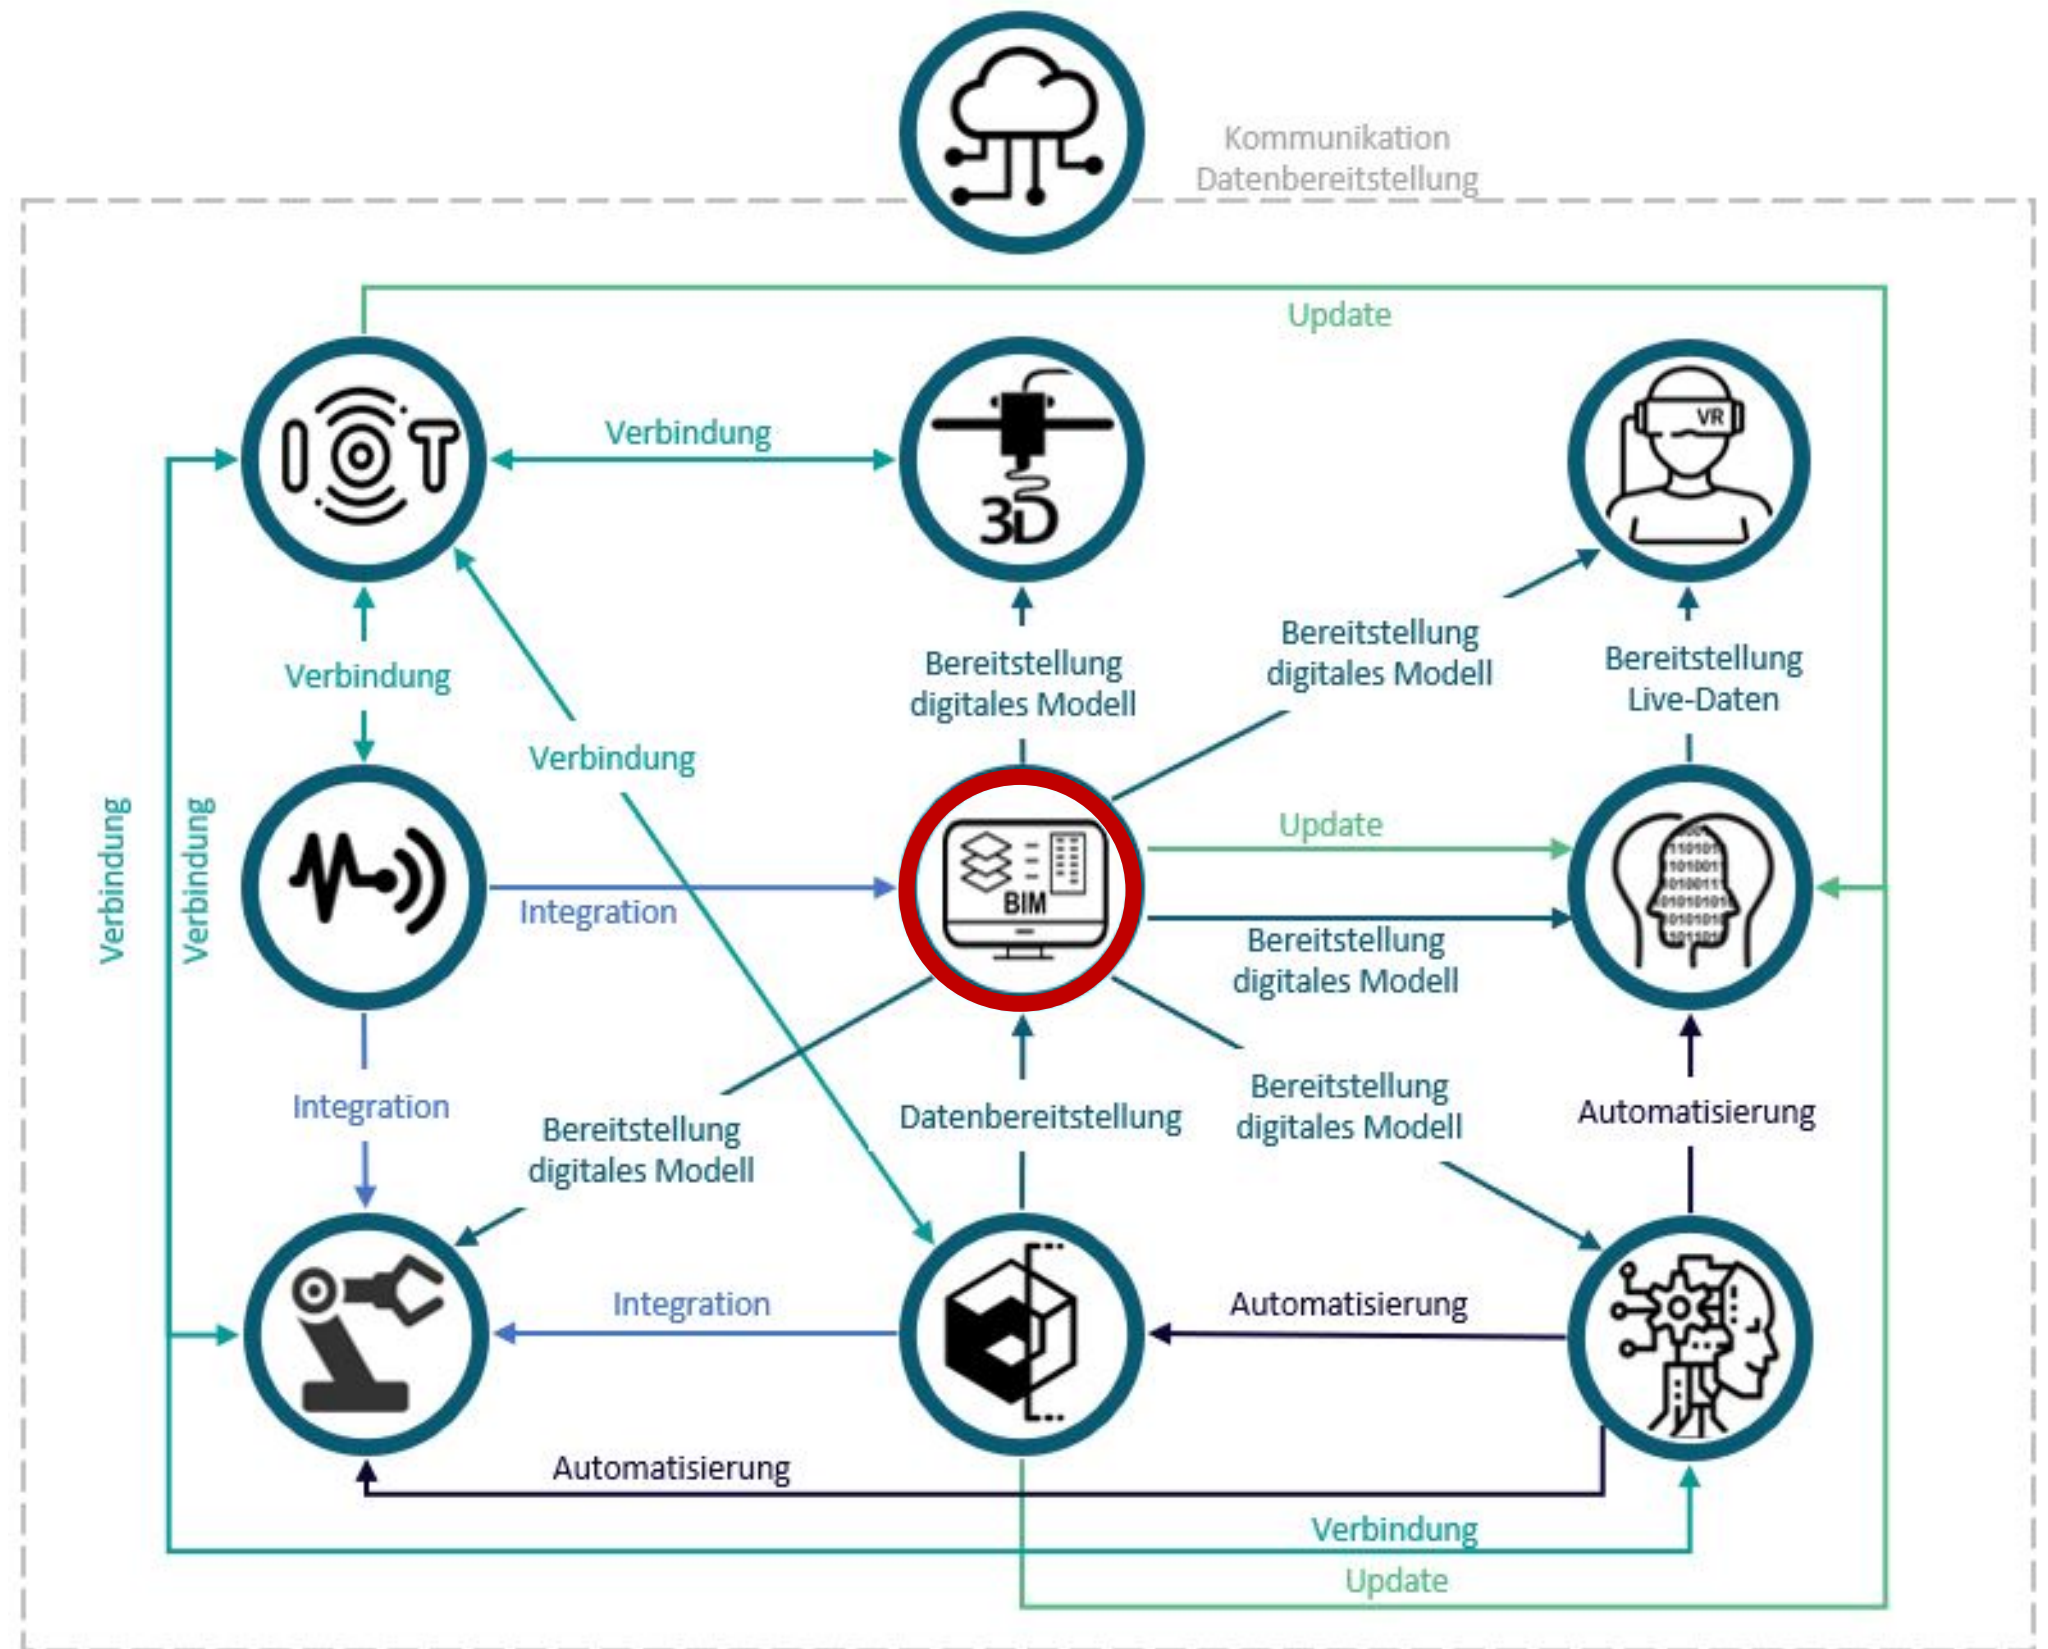 Kommunikation
Datenbereitstellung
Update
IOT
Verbindung
3D
VR
Verbindung
Bereitstellung
digitales Modell
Bereitstellung
digitales Modell
Bereitstellung
Live-Daten
Verbindung
Verbindung
Verbindung
Integration
BIM
Update
Bereitstellung
digitales Modell
Integration
Bereitstellung
digitales Modell
Datenbereitstellung
Bereitstellung
digitales Modell
Automatisierung
Integration
Automatisierung
Automatisierung
Verbindung
Update